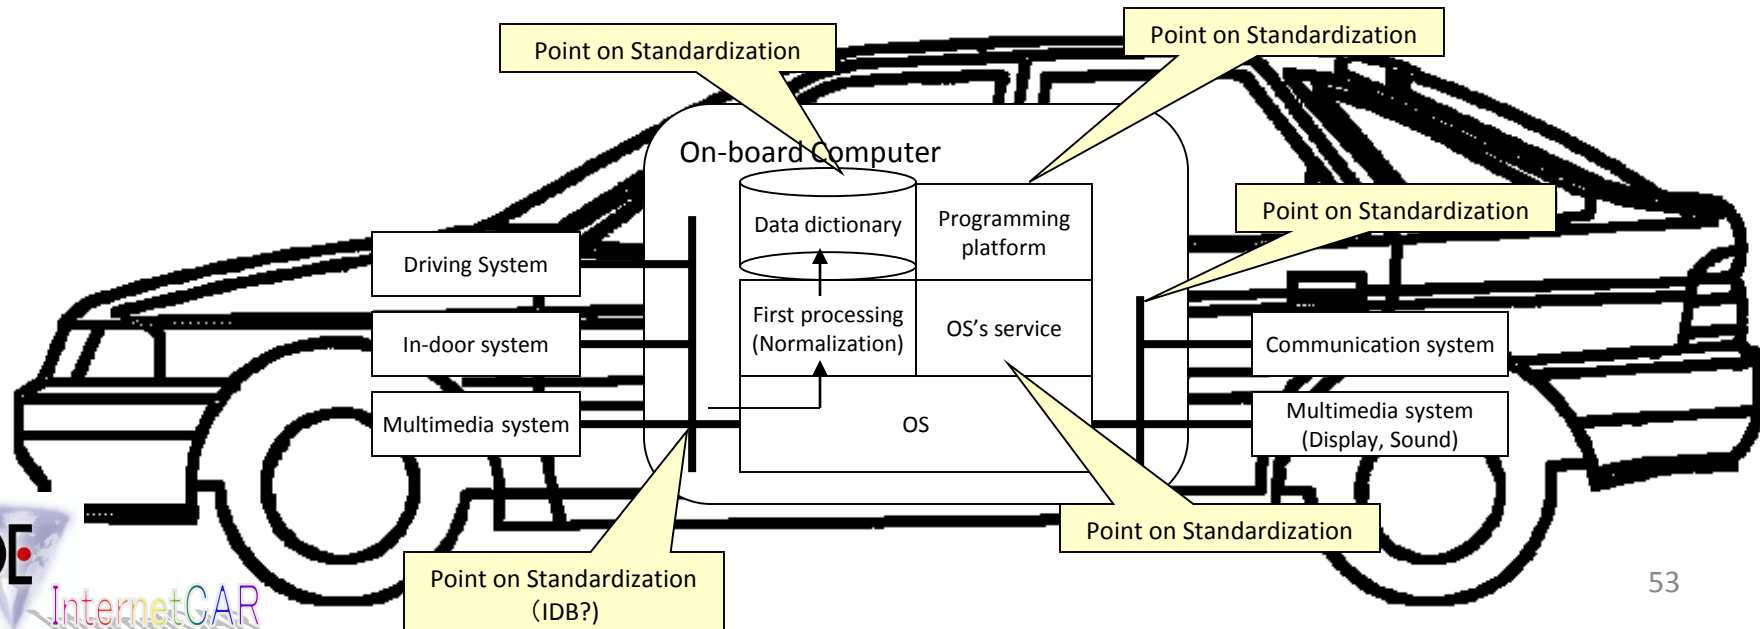 Point on Standardization
Point on Standardization
On-board Computer
Data dictionary
Programming
platform
Point on Standardization
Driving System
First processing
(Normalization)
OS’s service
In-door system
Communication system
Multimedia system
OS
Multimedia system
(Display, Sound)
Point on Standardization
Point on Standardization
（IDB?)
InternetCAR
53